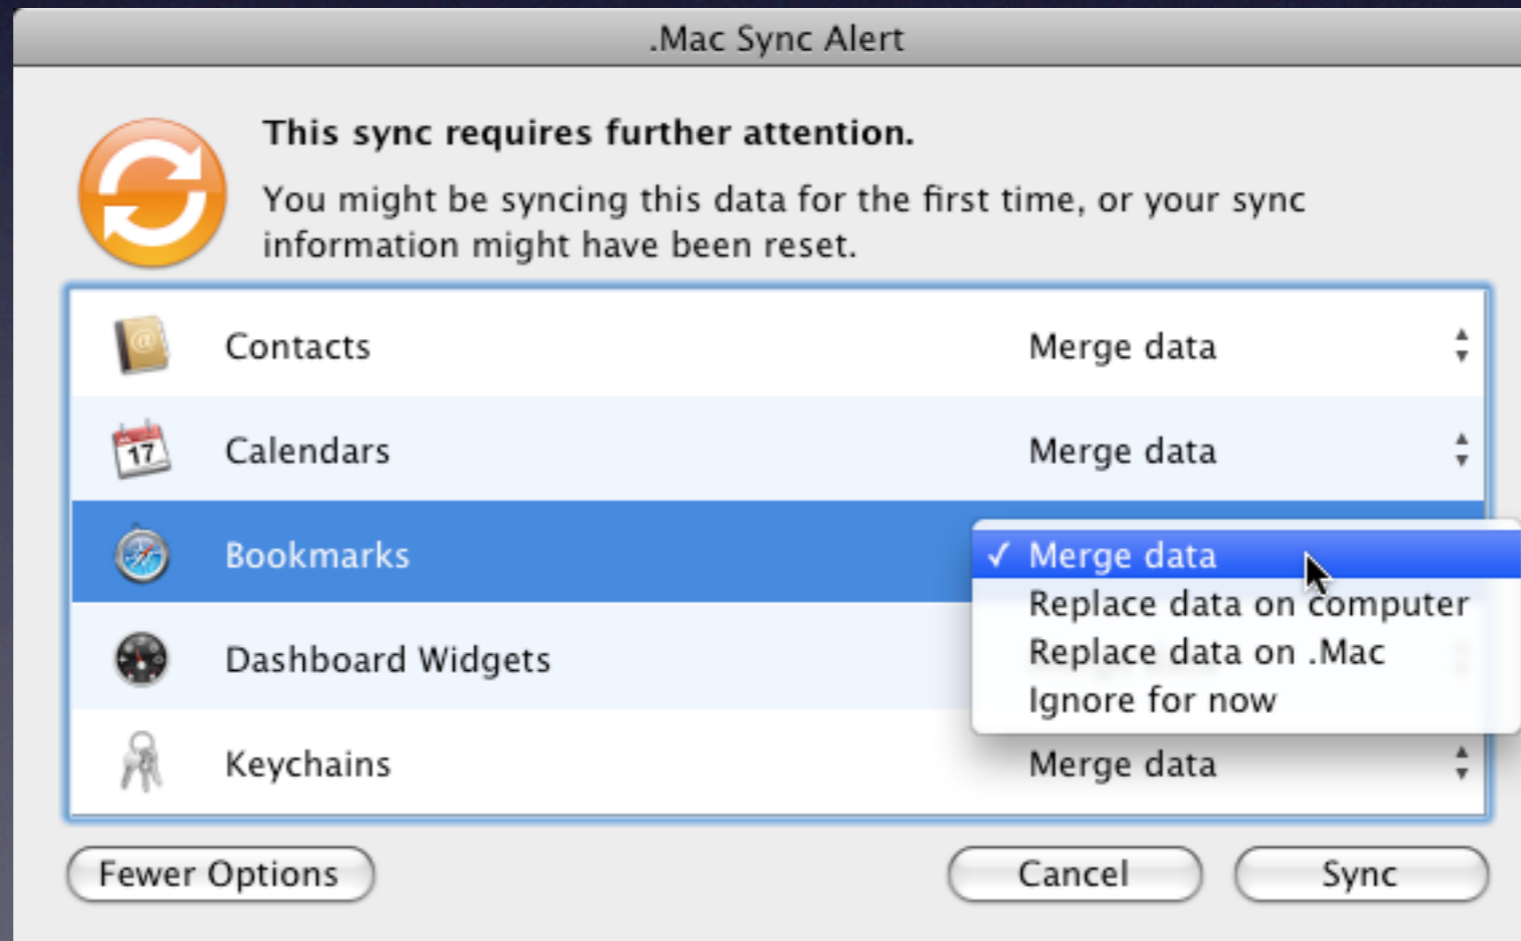 .Mac Sync Alert
This sync requires further attention.
You might be syncing this data for the first time, or your sync
information might have been reset.
Contacts
Merge data
17
Calendars
Merge data
Bookmarks
✓ Merge data
Replace data on computer
Replace data on .Mac
Ignore for now
Dashboard Widgets
Keychains
Merge data
Fewer Options
Cancel
Sync